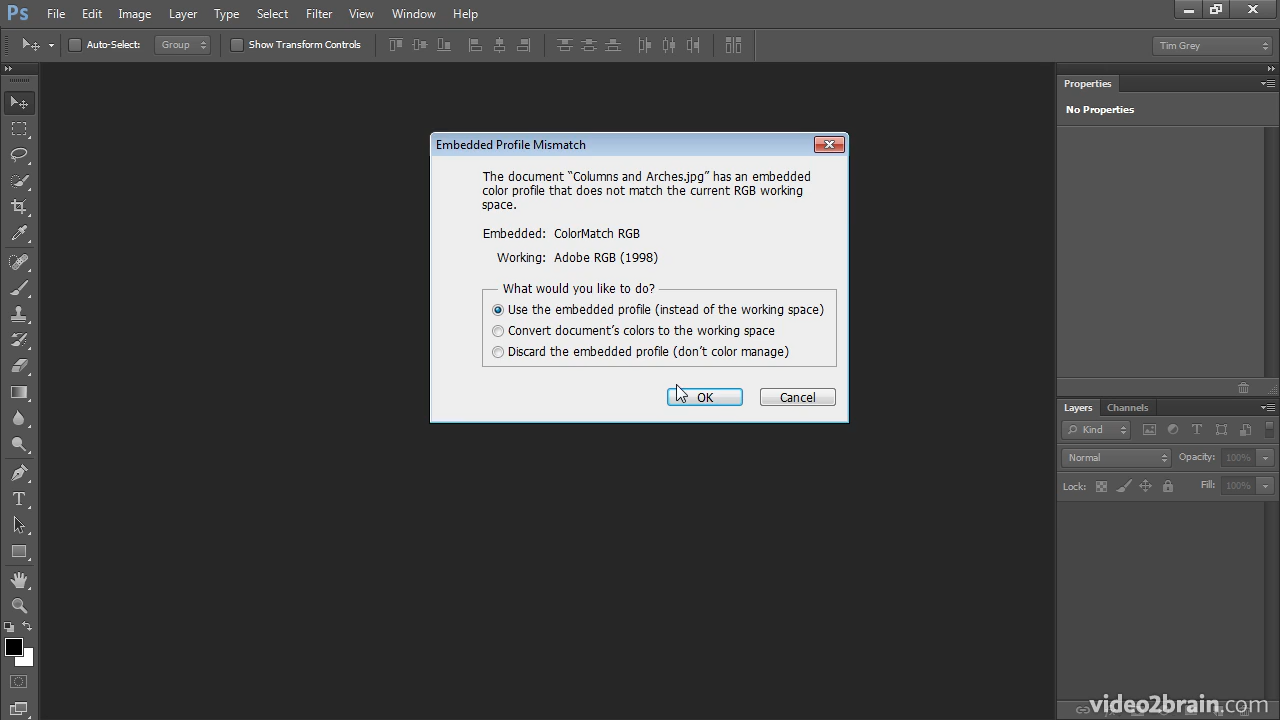 Ps File Edit Image Layer Type Select Filter View Window Help
Auto-Select: Group Show Transform Controls Tim Grey
Properties
No Properties
Embedded Profile Mismatch
The document “Columns and Arches.jpg” has an embedded
color profile that does not match the current RGB working
space.
Embedded: ColorMatch RGB
Working: Adobe RGB (1998)
What would you like to do?
Use the embedded profile (instead of the working space)
Convert document’s colors to the working space
Discard the embedded profile (don’t color manage)
OK Cancel
Layers Channels
Kind T
Normal Opacity: 100%
Lock: Fill: 100%
T
video2brain.com